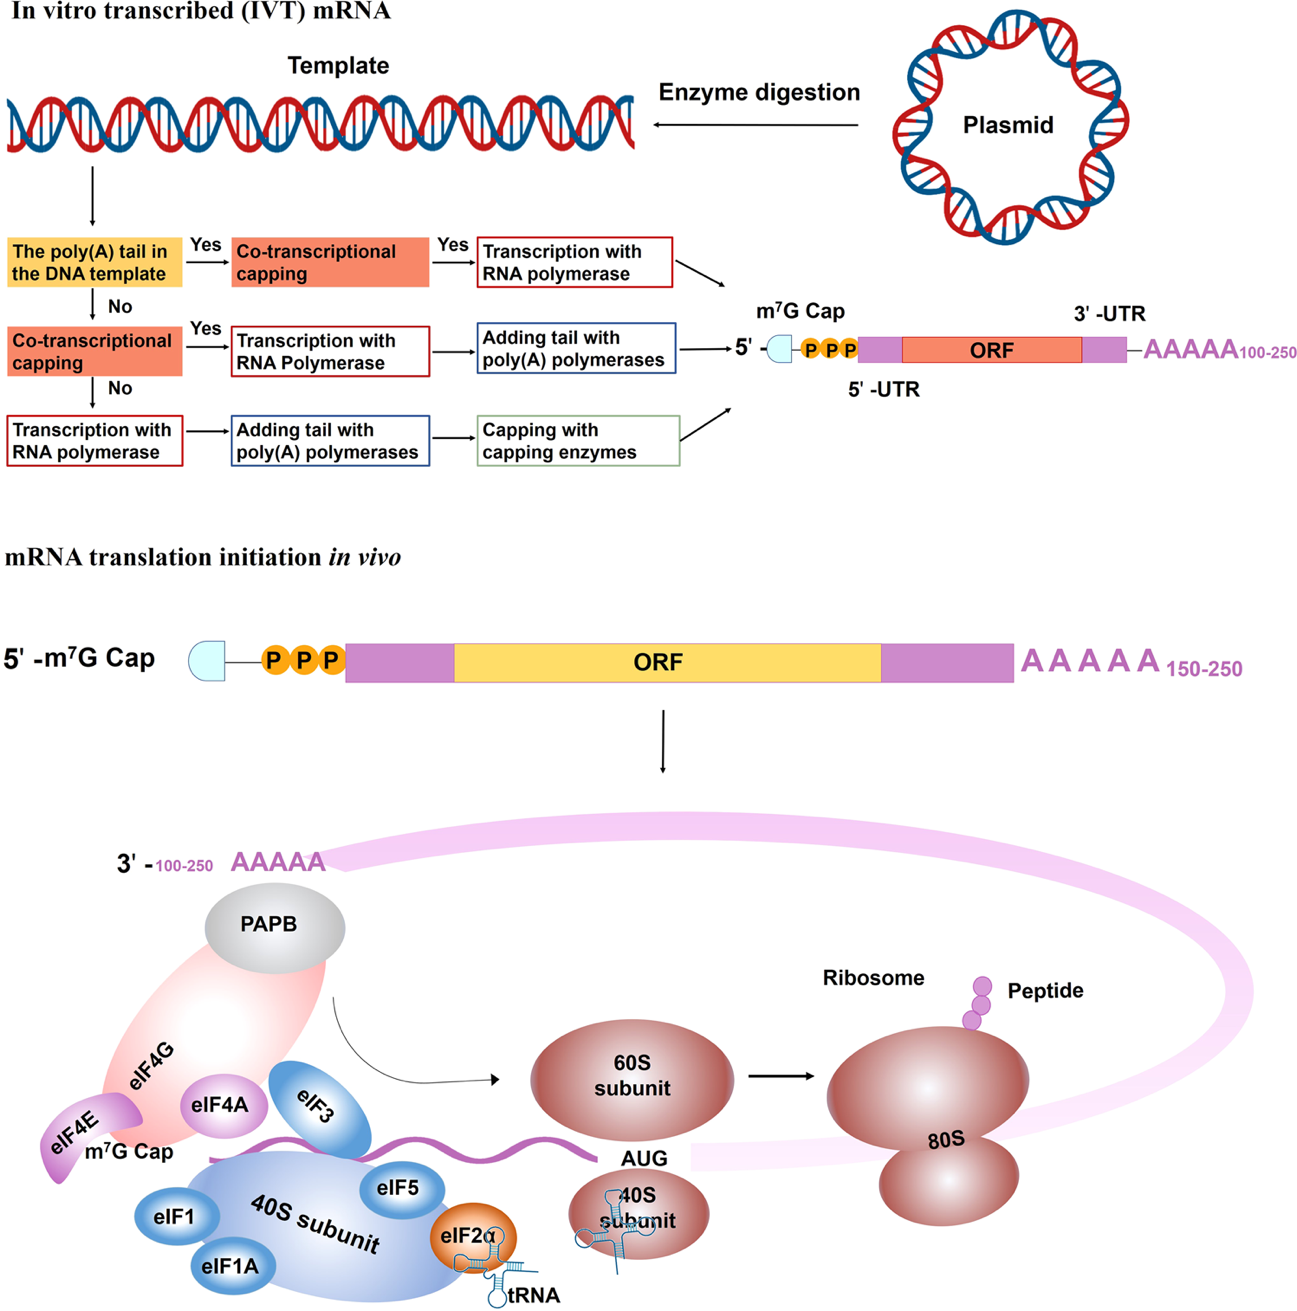 In vitro transcribed (IVT) mRNA
Template
Enzyme digestion
Plasmid
The poly(A) tail in
the DNA template
Yes
Co-transcriptional
capping
Yes
Transcription with
RNA polymerase
No
Co-transcriptional
capping
Yes
Transcription with
RNA Polymerase
Adding tail with
poly(A) polymerases
No
Transcription with
RNA polymerase
Adding tail with
poly(A) polymerases
Capping with
capping enzymes
m⁷G Cap
3' -UTR
5' -
P P P
ORF
AAAAA100-250
5' -UTR
mRNA translation initiation in vivo
5' -m⁷G Cap
P P P
ORF
A A A A A 150-250
3' -100-250 AAAAA
PAPB
eIF4G
eIF4E
m⁷G Cap
eIF4A
eIF3
40S subunit
eIF5
eIF1
eIF1A
eIF2α
tRNA
60S
subunit
AUG
40S
subunit
Ribosome
Peptide
80S